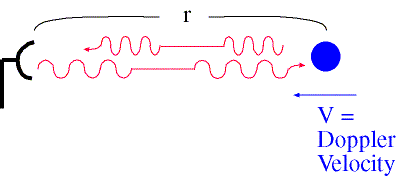 r
V =
Doppler
Velocity